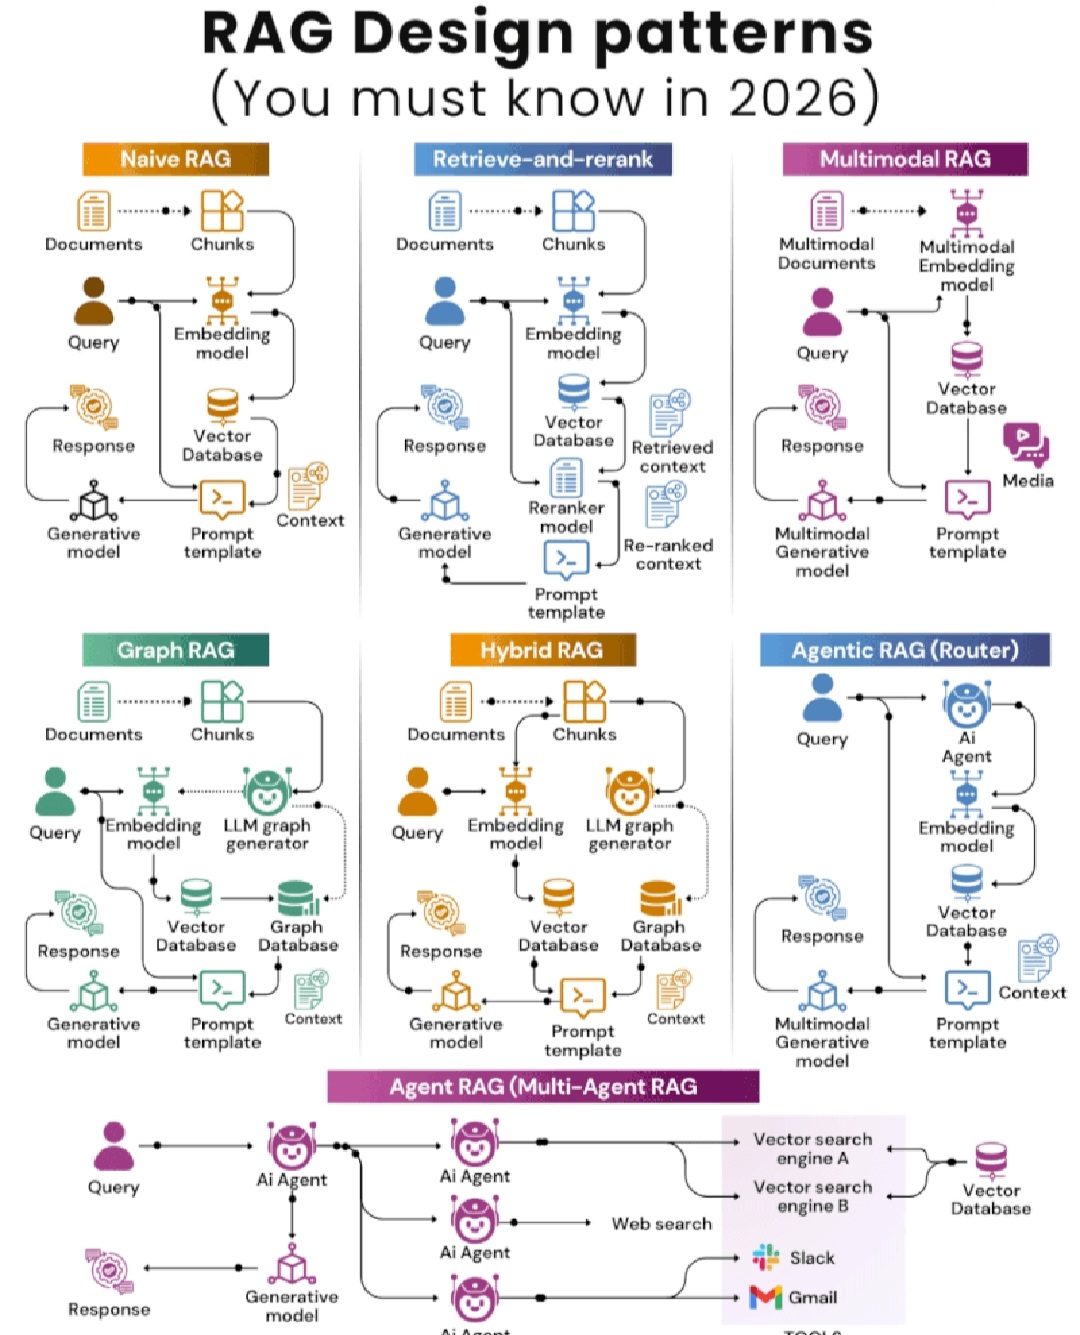 RAG Design patterns
(You must know in 2026)
Naive RAG
Documents
Chunks
Query
Embedding
model
Response
Vector
Database
Context
Generative
model
Prompt
template
Retrieve-and-rerank
Documents
Chunks
Query
Embedding
model
Response
Vector
Database
Retrieved
context
Generative
model
Reranker
model
Re-ranked
context
Prompt
template
Multimodal RAG
Multimodal
Documents
Multimodal
Embedding
model
Query
Vector
Database
Response
Media
Multimodal
Generative
model
Prompt
template
Graph RAG
Documents
Chunks
Query
Embedding
model
LLM graph
generator
Response
Vector
Database
Graph
Database
Generative
model
Prompt
template
Context
Hybrid RAG
Documents
Chunks
Query
Embedding
model
LLM graph
generator
Response
Vector
Database
Graph
Database
Generative
model
Prompt
template
Context
Agentic RAG (Router)
Query
Ai
Agent
Embedding
model
Response
Vector
Database
Context
Multimodal
Generative
model
Prompt
template
Agent RAG (Multi-Agent RAG
Query
Ai Agent
Ai Agent
Vector search
engine A
Vector search
engine B
Vector
Database
Ai Agent
Web search
Response
Generative
model
Slack
Gmail
Ai Agent
TOOLS